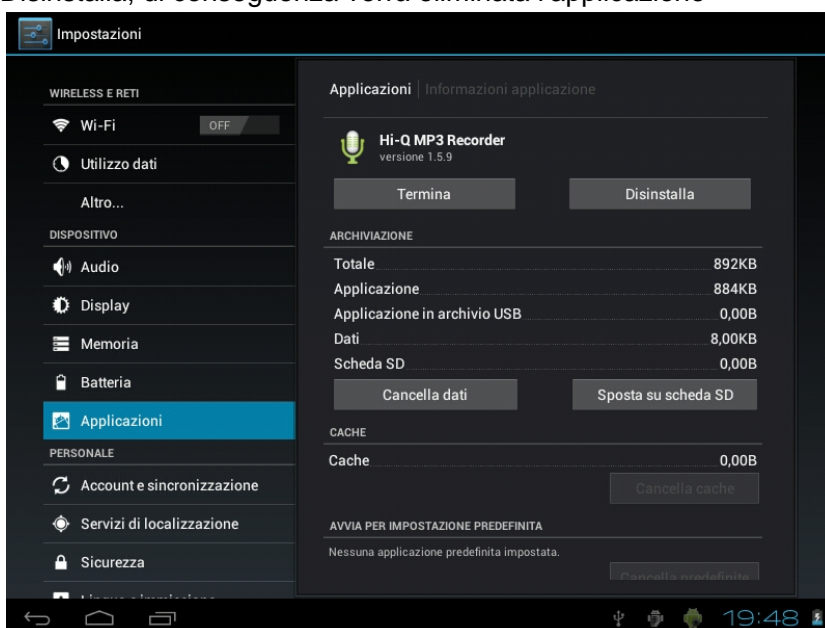 Disinstalla, di conseguenza verrà eliminata l'applicazione
Impostazioni
WIRELESS E RETI
Wi-Fi OFF
Utilizzo dati
Altro...
DISPOSITIVO
Audio
Display
Memoria
Batteria
Applicazioni
PERSONALE
Account e sincronizzazione
Servizi di localizzazione
Sicurezza
Applicazioni Informazioni applicazione
Hi-Q MP3 Recorder
versione 1.5.9
Termina Disinstalla
ARCHIVIAZIONE
Totale 892KB
Applicazione 884KB
Applicazione in archivio USB 0,00B
Dati 8,00KB
Scheda SD 0,00B
Cancella dati Sposta su scheda SD
CACHE
Cache 0,00B
Cancella cache
AVVIA PER IMPOSTAZIONE PREDEFINITA
Nessuna applicazione predefinita impostata.
Cancella predefinite
19:48